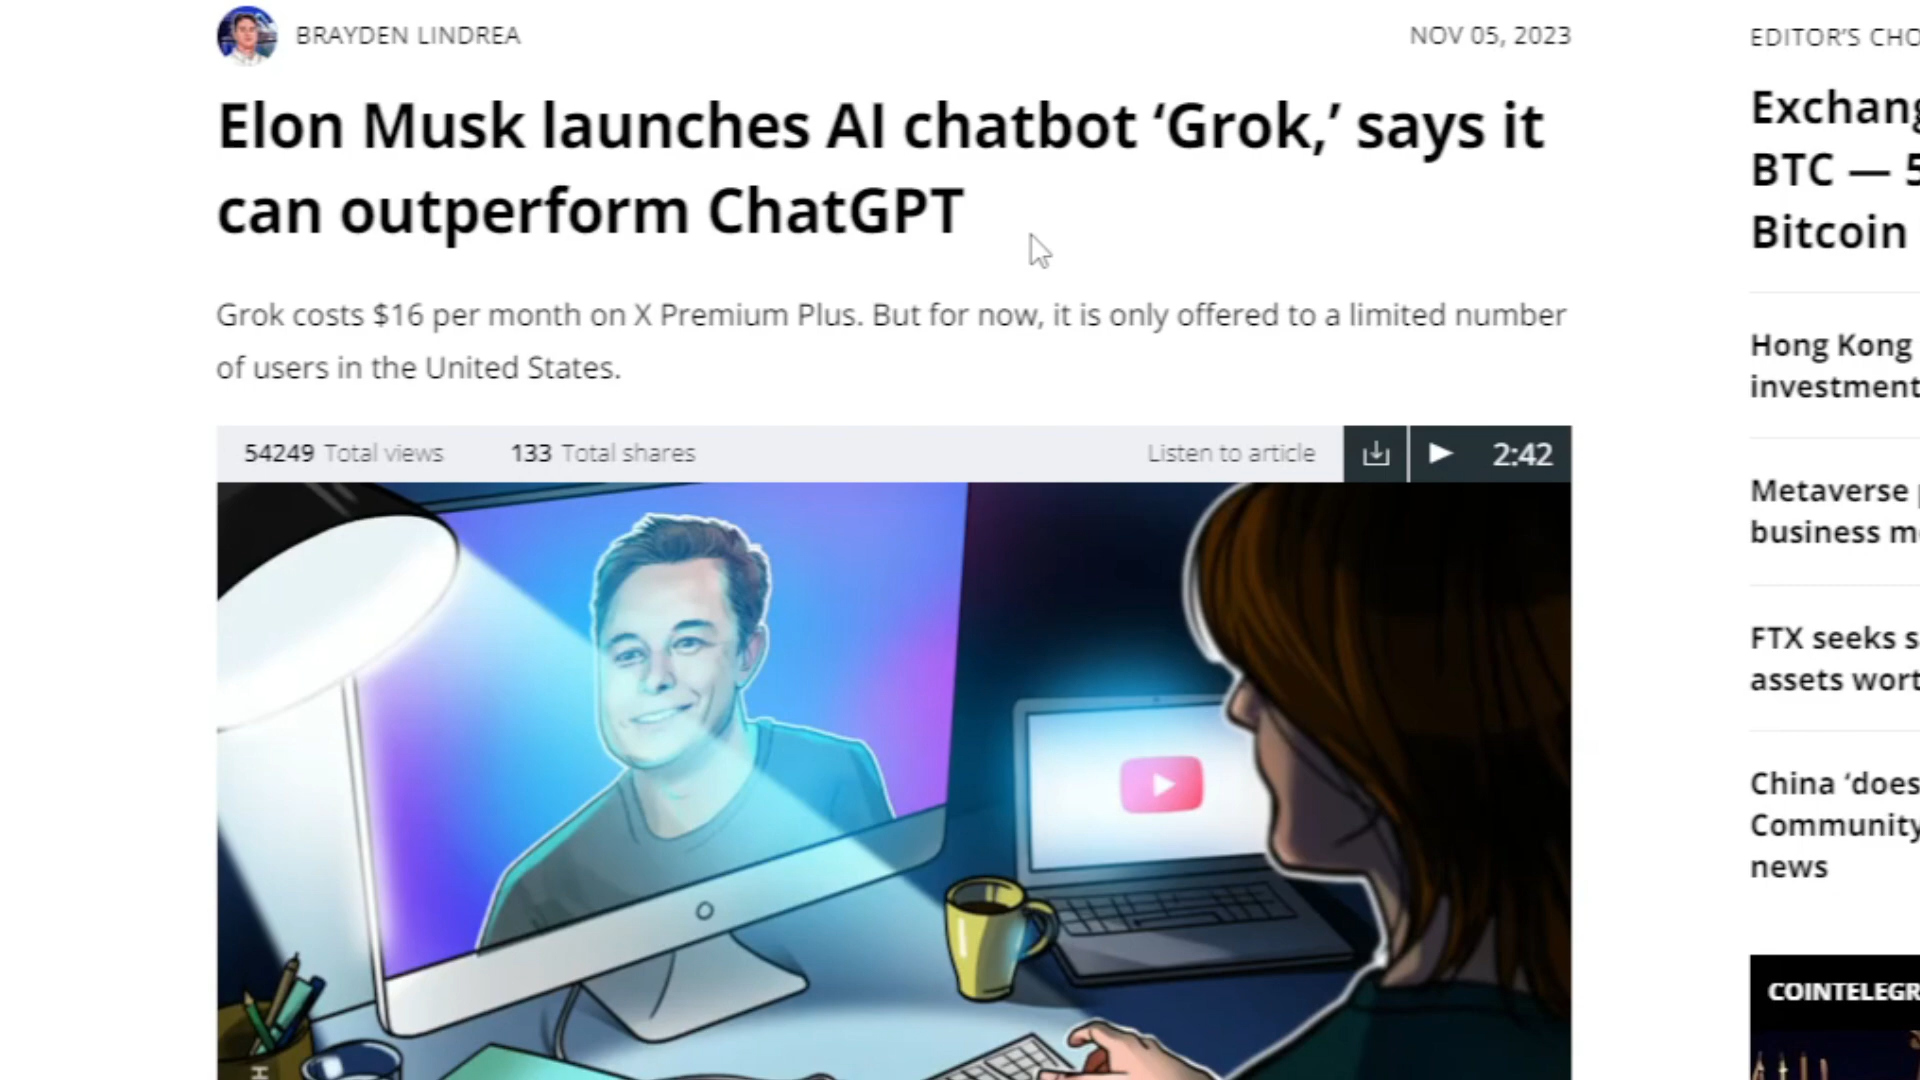 BRAYDEN LINDREA
NOV 05, 2023
Elon Musk launches AI chatbot ‘Grok,’ says it
can outperform ChatGPT
Grok costs $16 per month on X Premium Plus. But for now, it is only offered to a limited number
of users in the United States.
54249 Total views
133 Total shares
Listen to article
2:42
H
EDITOR’S CHO
Exchang
BTC — 5
Bitcoin
Hong Kong
investment
Metaverse
business m
FTX seeks s
assets wort
China ‘does
Community
news
COINTELEGR